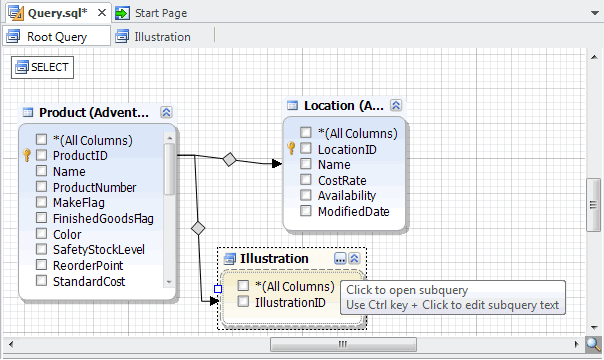 Query.sql* Start Page
Root Query Illustration
SELECT
Product (Advent...
*(All Columns)
ProductID
Name
ProductNumber
MakeFlag
FinishedGoodsFlag
Color
SafetyStockLevel
ReorderPoint
StandardCost
Location (A...
*(All Columns)
LocationID
Name
CostRate
Availability
ModifiedDate
Illustration ...
*(All Columns)
IllustrationID
Click to open subquery
Use Ctrl key + Click to edit subquery text